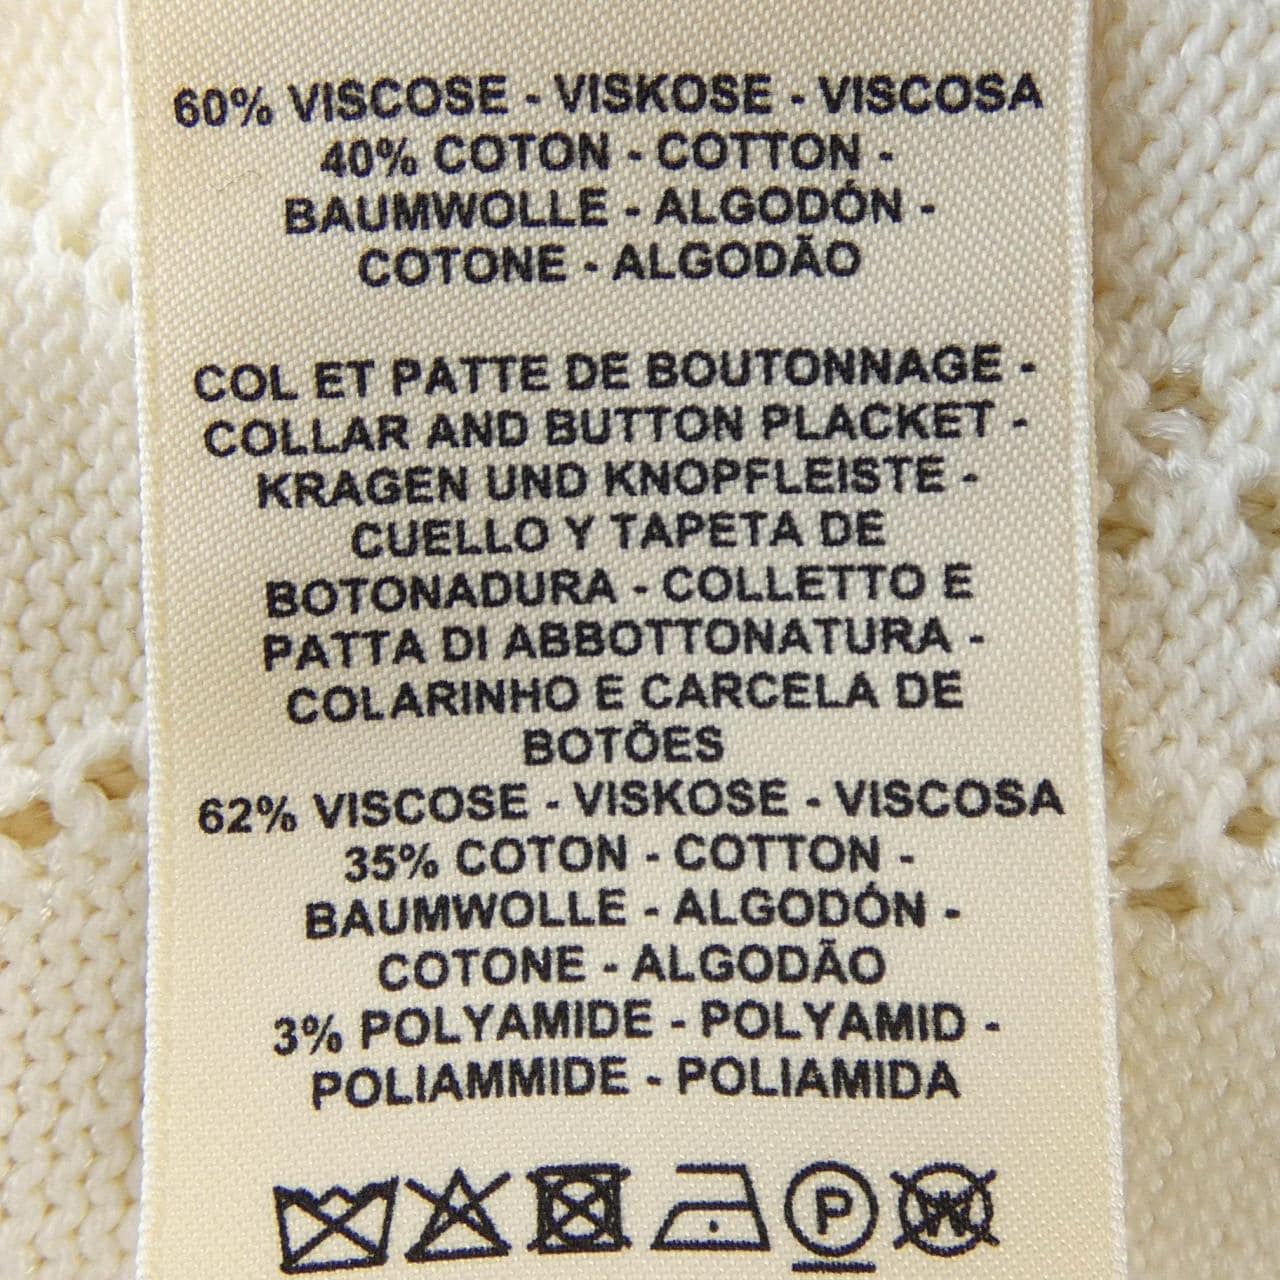 60% VISCOSE - VISKOSE - VISCOSA
40% COTON - COTTON -
BAUMWOLLE - ALGODÓN -
COTONE - ALGODÃO
COL ET PATTE DE BOUTONNAGE -
COLLAR AND BUTTON PLACKET -
KRAGEN UND KNOPFLEISTE -
CUELLO Y TAPETA DE
BOTONADURA - COLLETTO E
PATTA DI ABBOTTONATURA -
COLARINHO E CARCELA DE
BOTÕES
62% VISCOSE - VISKOSE - VISCOSA
35% COTON - COTTON -
BAUMWOLLE - ALGODÓN -
COTONE - ALGODÃO
3% POLYAMIDE - POLYAMID -
POLIAMMIDE - POLIAMIDA
P W